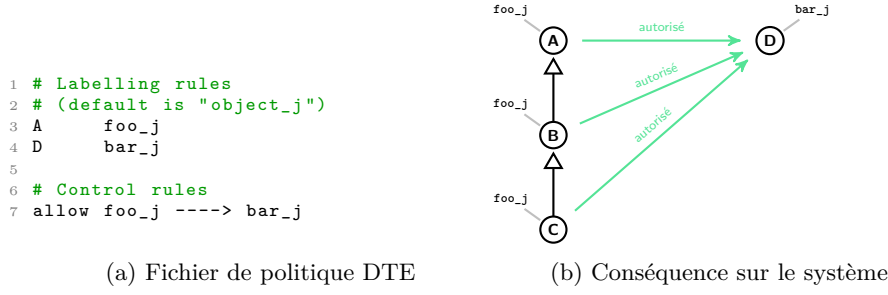 1 # Labelling rules
2 # (default is "object_j")
3 A foo_j
4 D bar_j
5
6 # Control rules
7 allow foo_j ----> bar_j
(a) Fichier de politique DTE
foo_j
bar_j
A
autorisé
D
autorisé
foo_j
B
autorisé
foo_j
C
(b) Conséquence sur le système